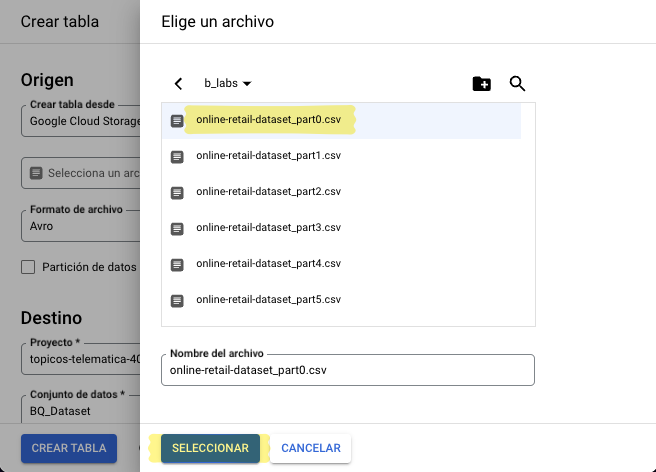 Crear tabla
Origen
Crear tabla desde
Google Cloud Storage
Selecciona un arc
Formato de archivo
Avro
Partición de datos
Destino
Proyecto *
topicos-telematica-40
Conjunto de datos *
BQ_Dataset
CREAR TABLA
Elige un archivo
b_labs
online-retail-dataset_part0.csv
online-retail-dataset_part1.csv
online-retail-dataset_part2.csv
online-retail-dataset_part3.csv
online-retail-dataset_part4.csv
online-retail-dataset_part5.csv
Nombre del archivo
online-retail-dataset_part0.csv
SELECCIONAR
CANCELAR